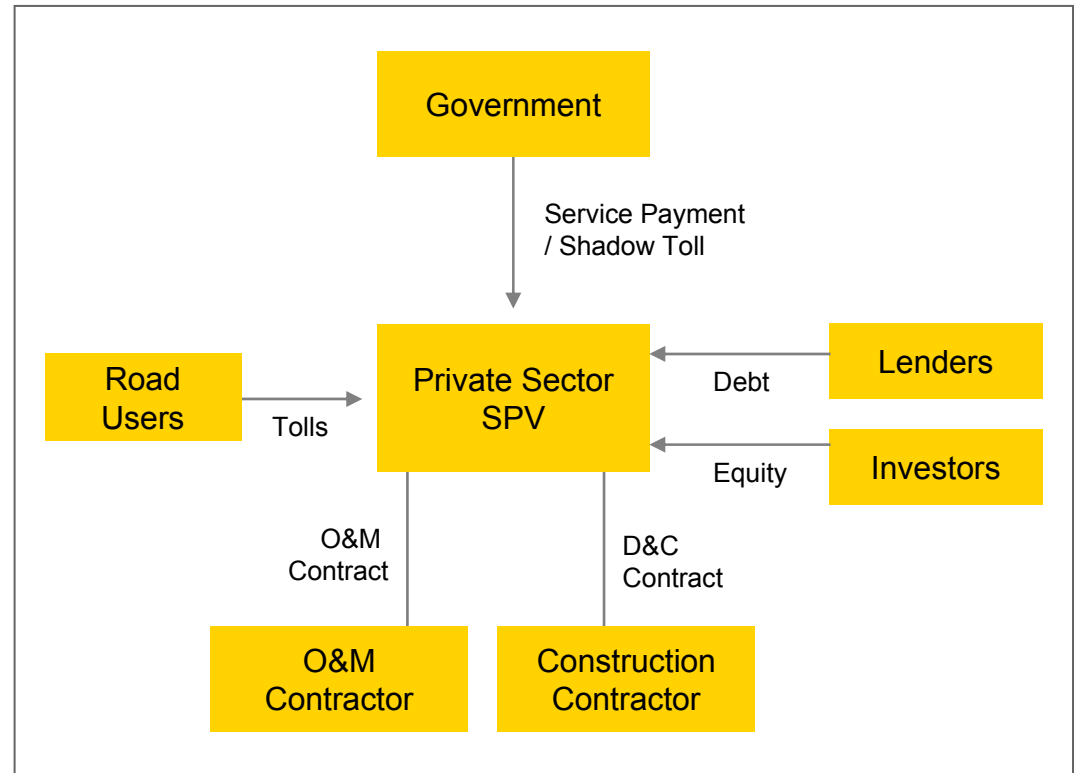 Government
Service Payment
/ Shadow Toll
Road
Users
Tolls
Private Sector
SPV
Debt
Lenders
Equity
Investors
O&M
Contract
D&C
Contract
O&M
Contractor
Construction
Contractor